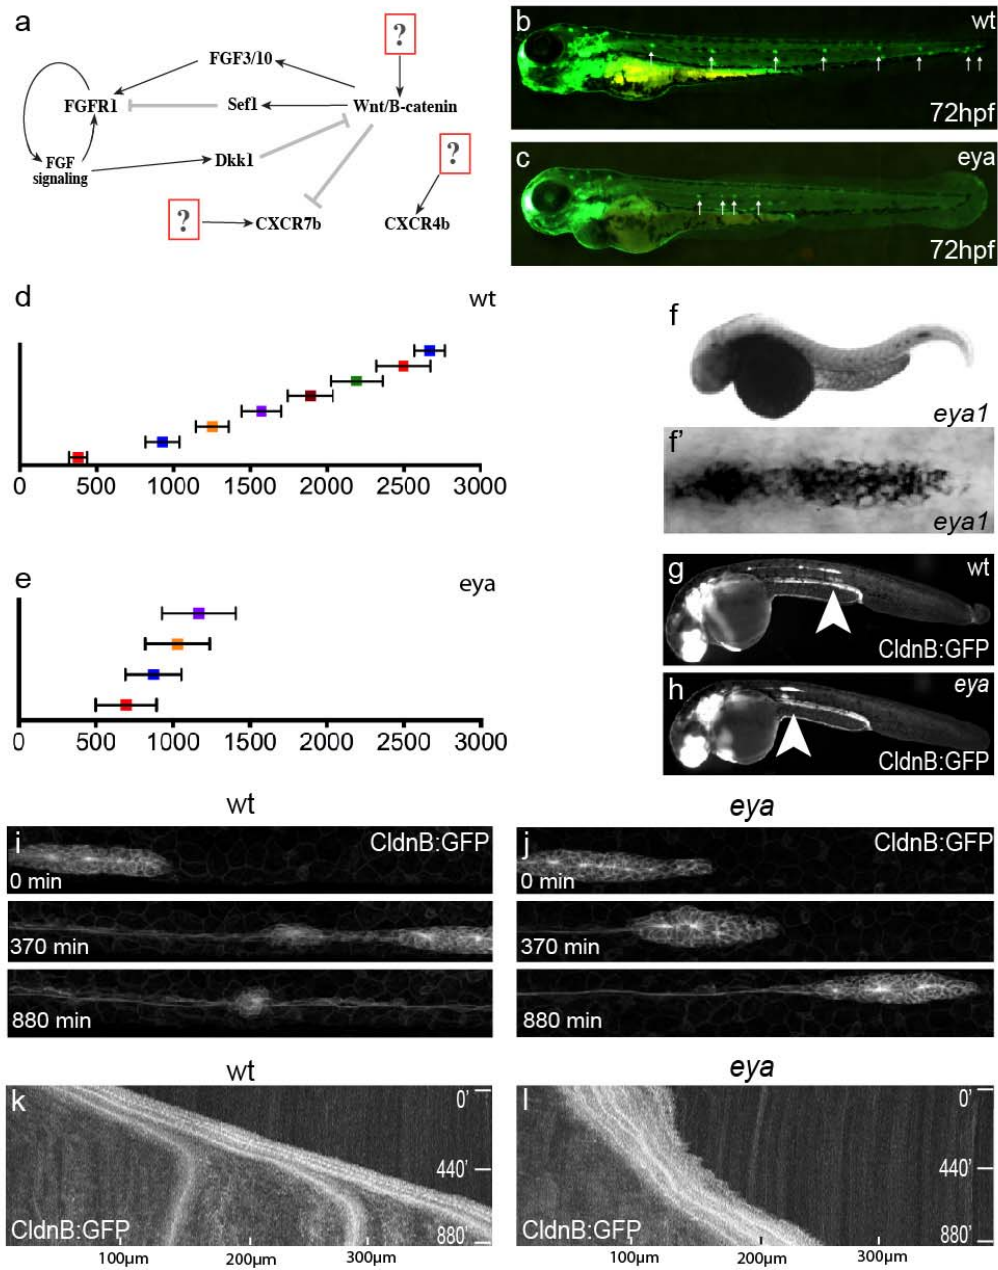 a
?
FGF3/10
FGFR1
Sef1
Wnt/B-catenin
?
FGF
signaling
Dkk1
?
CXCR7b
CXCR4b
b
wt
72hpf
c
eya
72hpf
d
wt
0 500 1000 1500 2000 2500 3000
e
eya
0 500 1000 1500 2000 2500 3000
f
eya1
f'
eya1
g
wt
CldnB:GFP
h
eya
CldnB:GFP
wt
i
CldnB:GFP
0 min
370 min
880 min
eya
j
CldnB:GFP
0 min
370 min
880 min
wt
k
0'
440'
880'
CldnB:GFP
100µm 200µm 300µm
eya
l
0'
440'
880'
CldnB:GFP
100µm 200µm 300µm